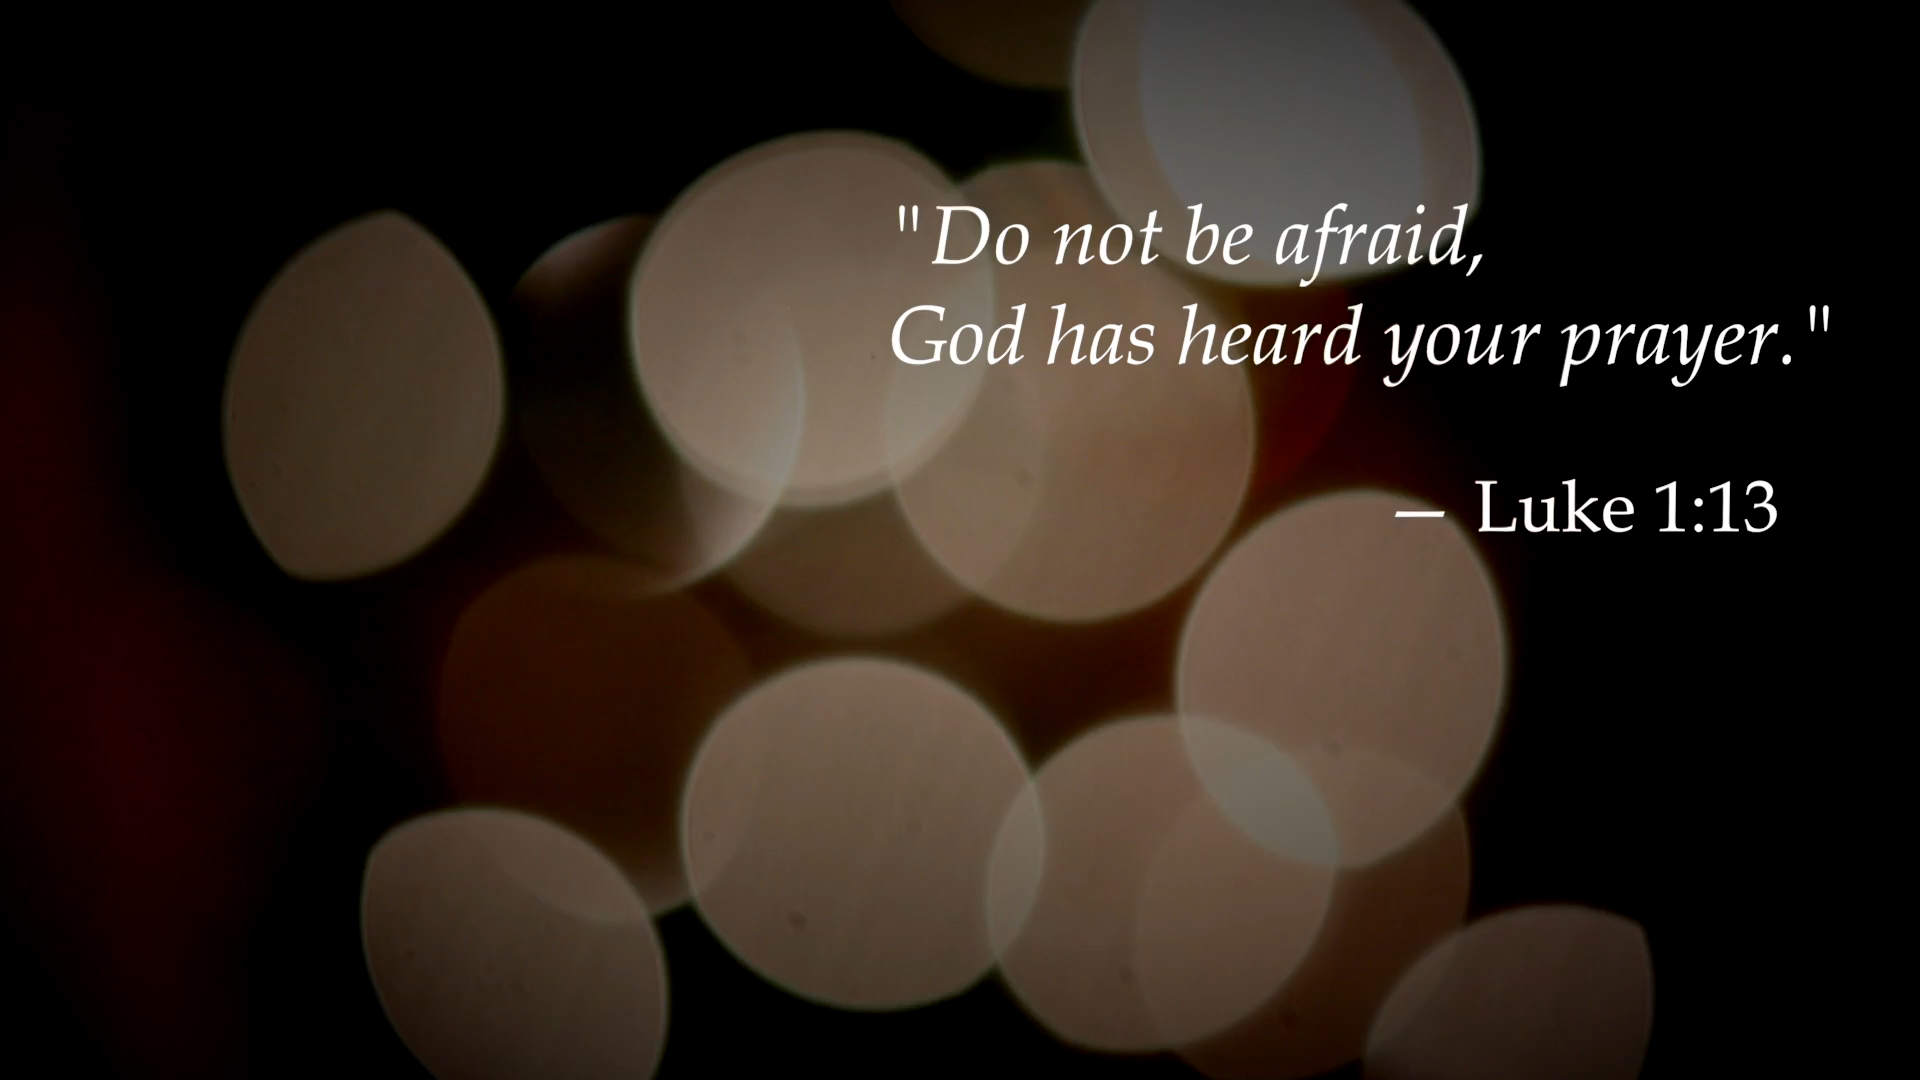 "Do not be afraid,
God has heard your prayer."
— Luke 1:13